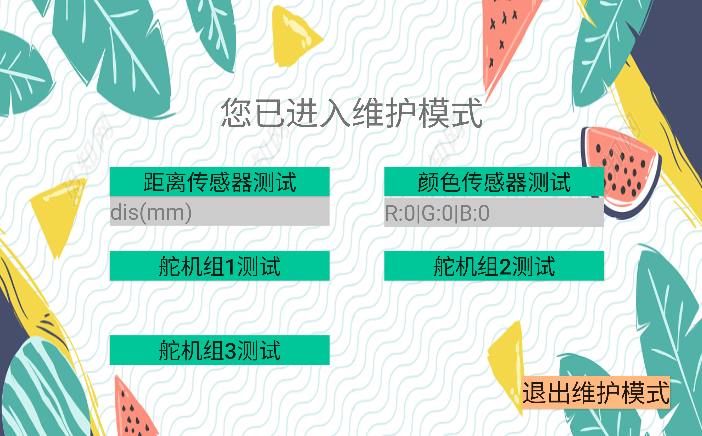 您已进入维护模式
距离传感器测试
颜色传感器测试
dis(mm)
R:0|G:0|B:0
舵机组1测试
舵机组2测试
舵机组3测试
退出维护模式